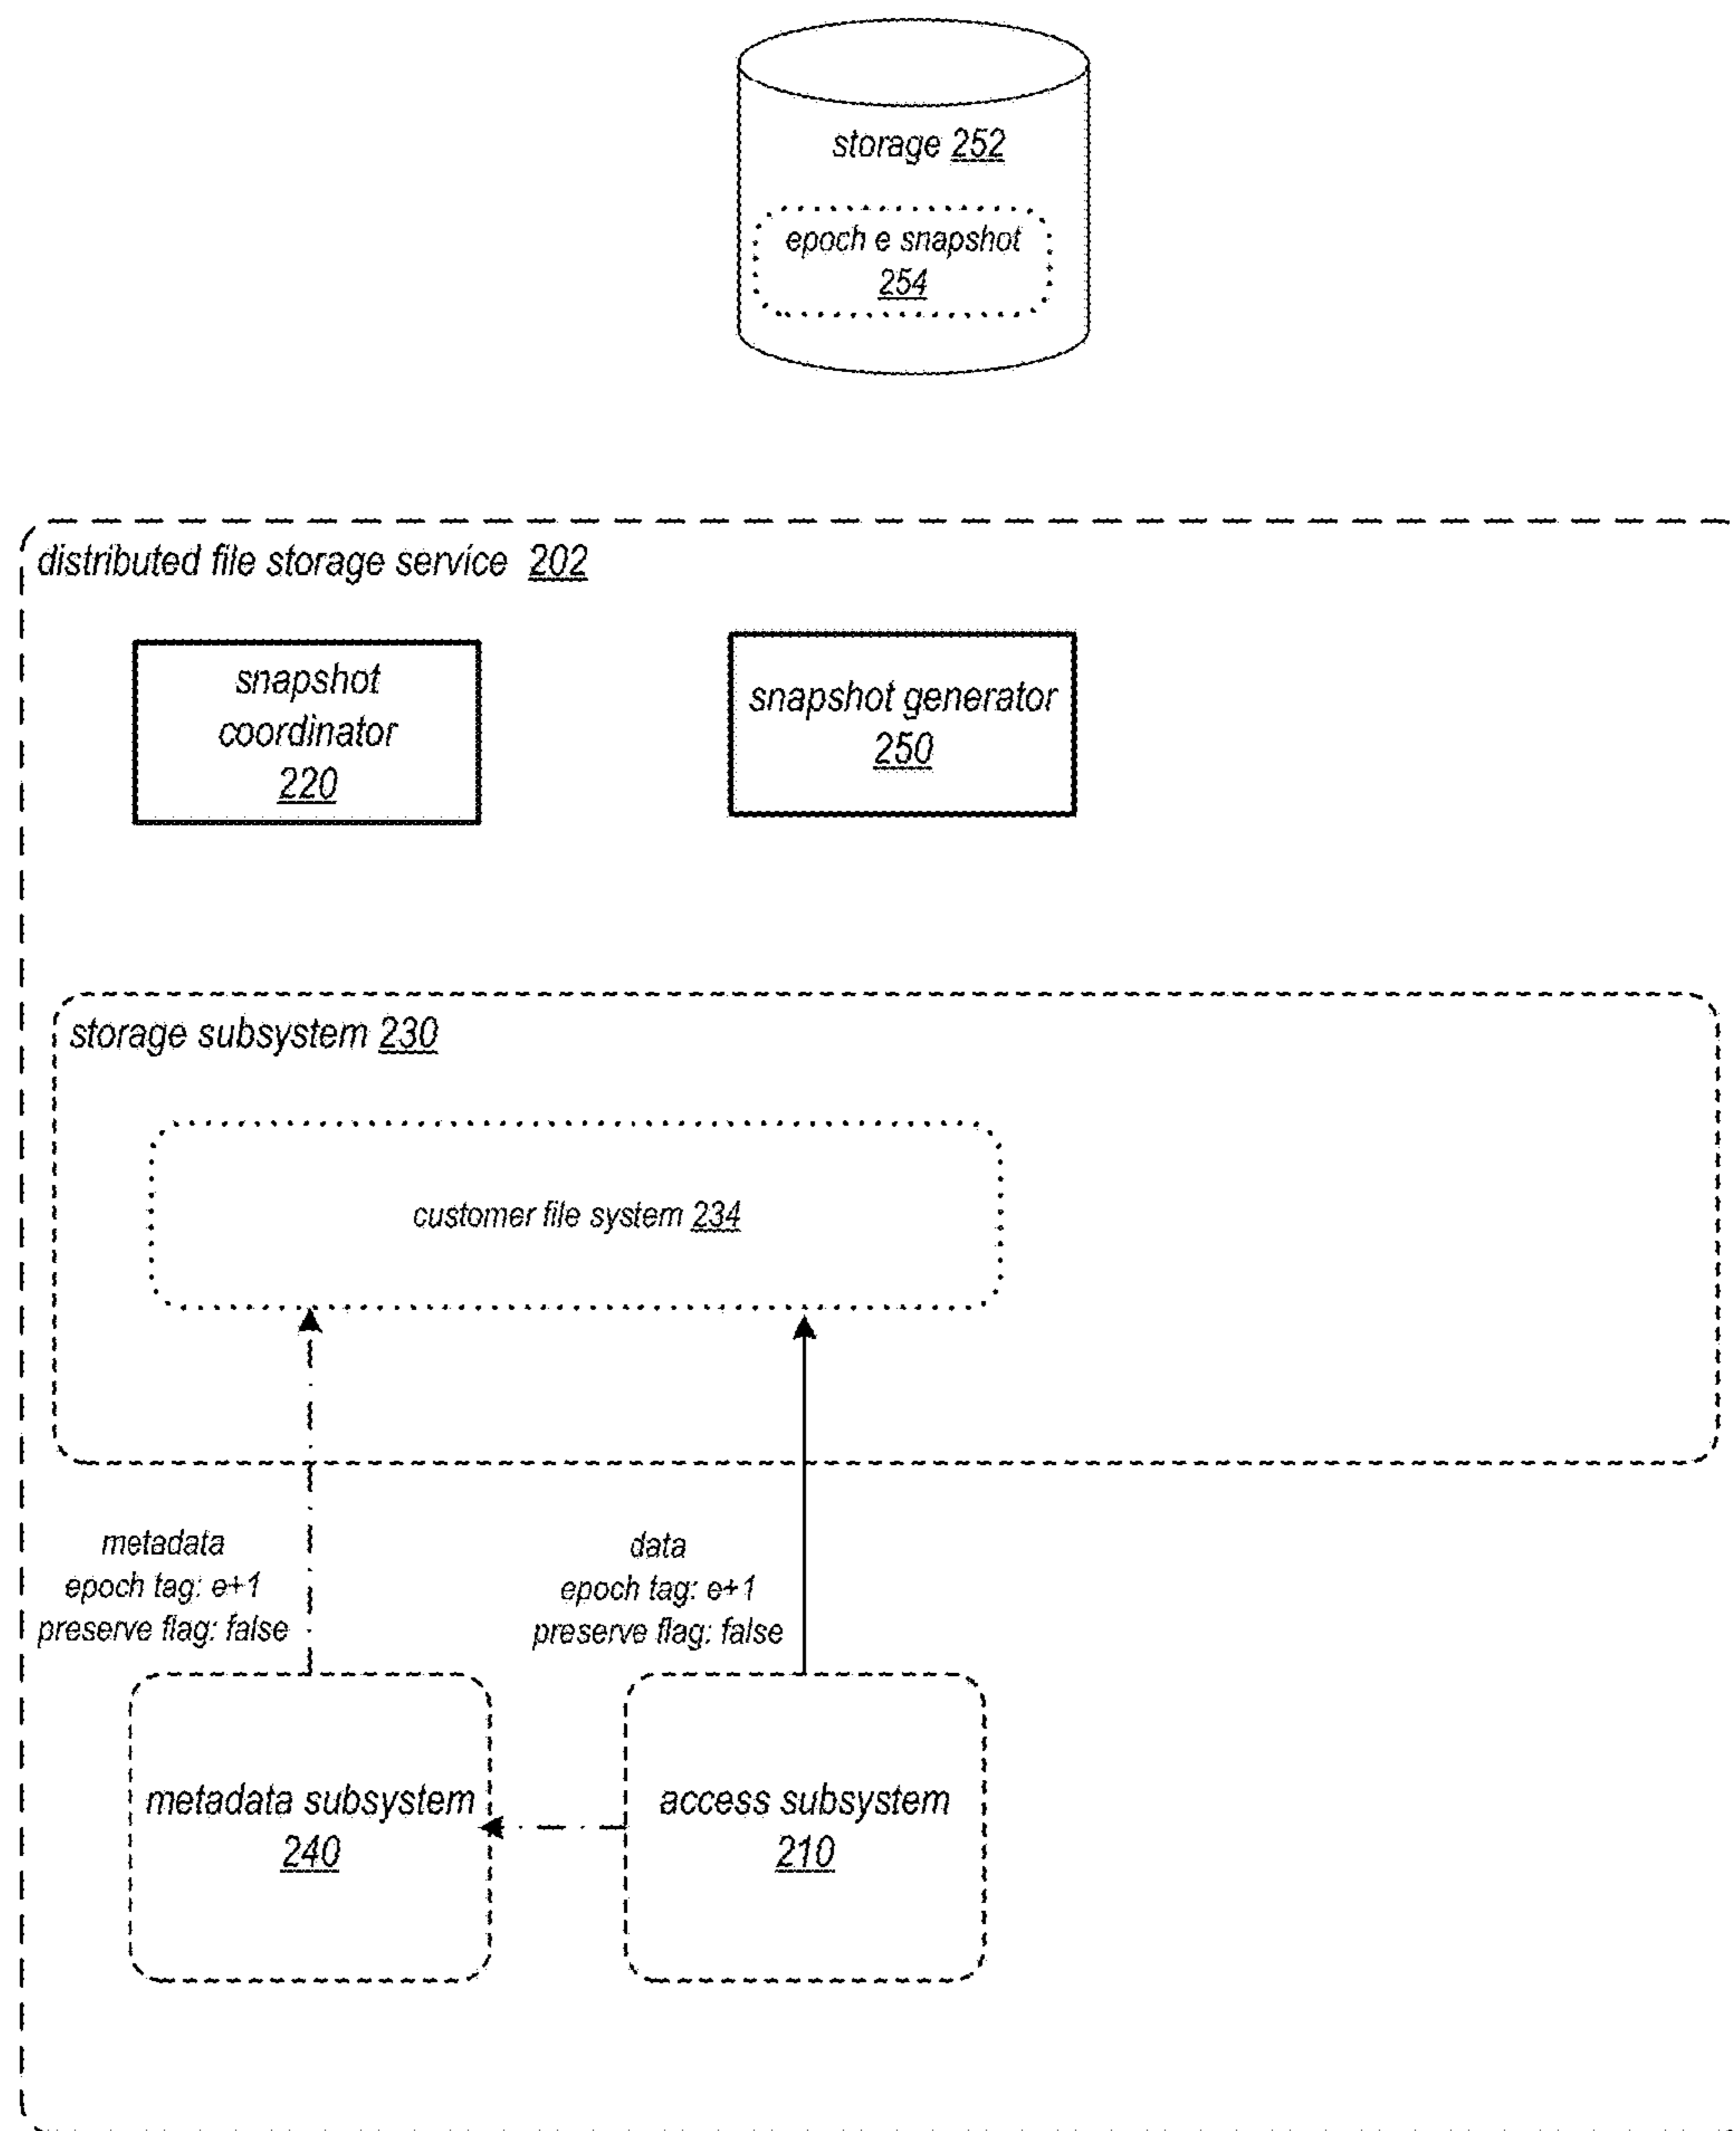 storage 252
epoch e snapshot
254
distributed file storage service 202
snapshot
coordinator
220
snapshot generator
250
storage subsystem 230
customer file system 234
metadata
epoch tag: e+1
preserve flag: false
data
epoch tag: e+1
preserve flag: false
metadata subsystem
240
access subsystem
210